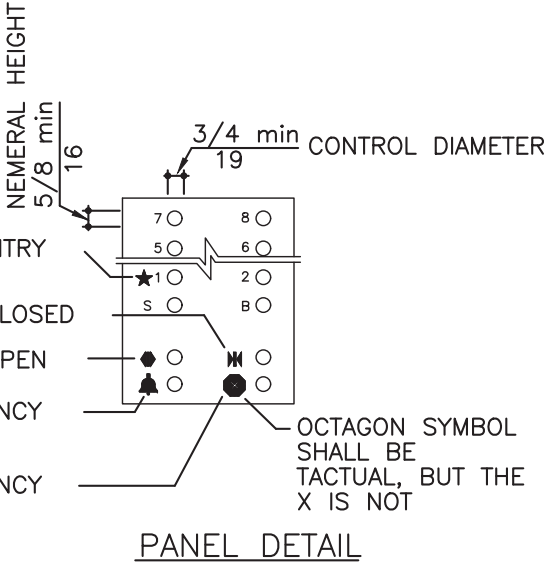 NEMERAL HEIGHT
5/8 min
16
3/4 min
19
CONTROL DIAMETER
7 8
5 6
NTRY
1 2
S B
LOSED
PEN
NCY
NCY
OCTAGON SYMBOL
SHALL BE
TACTUAL, BUT THE
X IS NOT
PANEL DETAIL